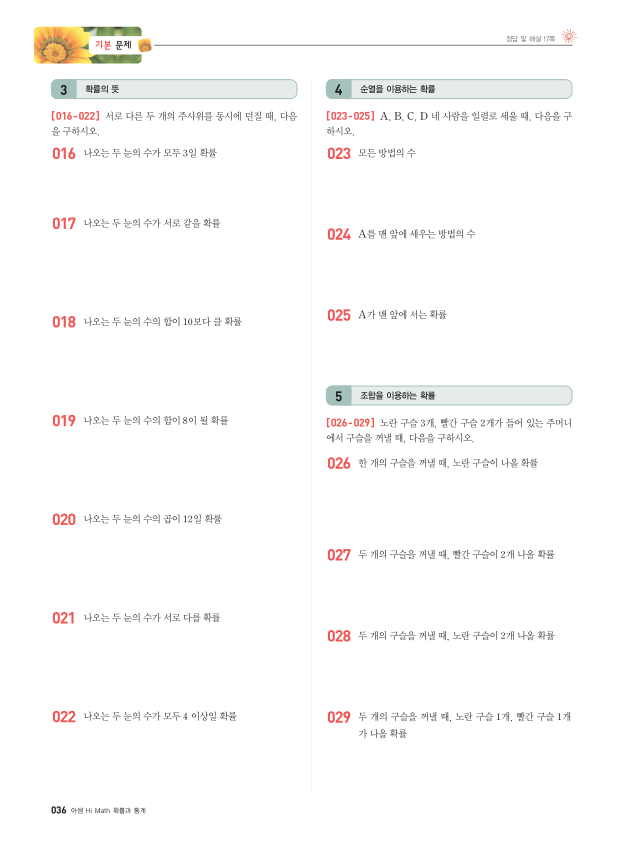 기본 문제
정답 및 해설 17쪽
3 확률의 뜻
[016-022] 서로 다른 두 개의 주사위를 동시에 던질 때, 다음
을 구하시오.
016 나오는 두 눈의 수가 모두 3일 확률
017 나오는 두 눈의 수가 서로 같을 확률
018 나오는 두 눈의 수의 합이 10보다 클 확률
019 나오는 두 눈의 수의 합이 8이 될 확률
020 나오는 두 눈의 수의 곱이 12일 확률
021 나오는 두 눈의 수가 서로 다를 확률
022 나오는 두 눈의 수가 모두 4 이상일 확률
4 순열을 이용하는 확률
[023-025] A, B, C, D 네 사람을 일렬로 세울 때, 다음을 구
하시오.
023 모든 방법의 수
024 A를 맨 앞에 세우는 방법의 수
025 A가 맨 앞에 서는 확률
5 조합을 이용하는 확률
[026-029] 노란 구슬 3개, 빨간 구슬 2개가 들어 있는 주머니
에서 구슬을 꺼낼 때, 다음을 구하시오.
026 한 개의 구슬을 꺼낼 때, 노란 구슬이 나올 확률
027 두 개의 구슬을 꺼낼 때, 빨간 구슬이 2개 나올 확률
028 두 개의 구슬을 꺼낼 때, 노란 구슬이 2개 나올 확률
029 두 개의 구슬을 꺼낼 때, 노란 구슬 1개, 빨간 구슬 1개
가 나올 확률
036 아샘 Hi Math 확률과 통계